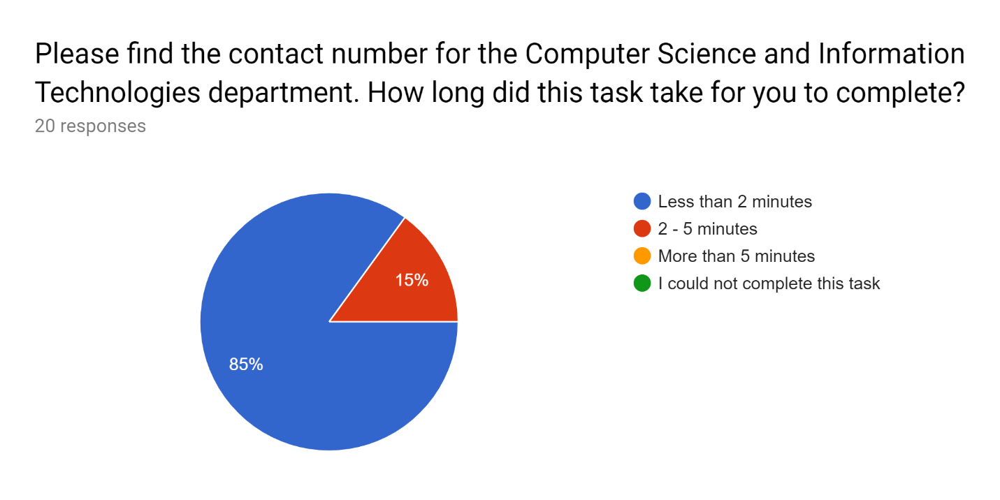 Please find the contact number for the Computer Science and Information
Technologies department. How long did this task take for you to complete?
20 responses
Less than 2 minutes
2 - 5 minutes
More than 5 minutes
I could not complete this task
15%
85%